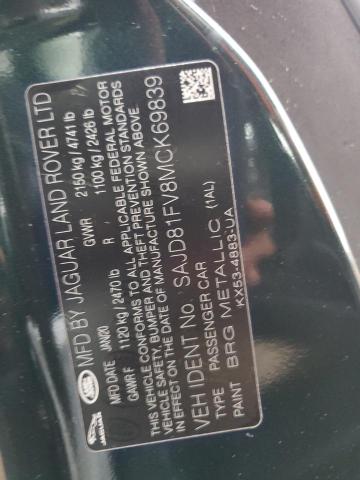 MFD BY JAGUAR LAND ROVER LTD
MFD DATE JAN20 GVWR 2150 kg / 4741 lb
GAWR F 1120 kg / 2470 lb R 1100 kg / 2426 lb
THIS VEHICLE CONFORMS TO ALL APPLICABLE FEDERAL MOTOR
VEHICLE SAFETY, BUMPER AND THEFT PREVENTION STANDARDS
IN EFFECT ON THE DATE OF MANUFACTURE SHOWN ABOVE
VEH IDENT NO. SAJD81FV8MCK69839
TYPE PASSENGER CAR
PAINT BRG METALLIC (1AL)
KK53-4883-UA
JAGUAR